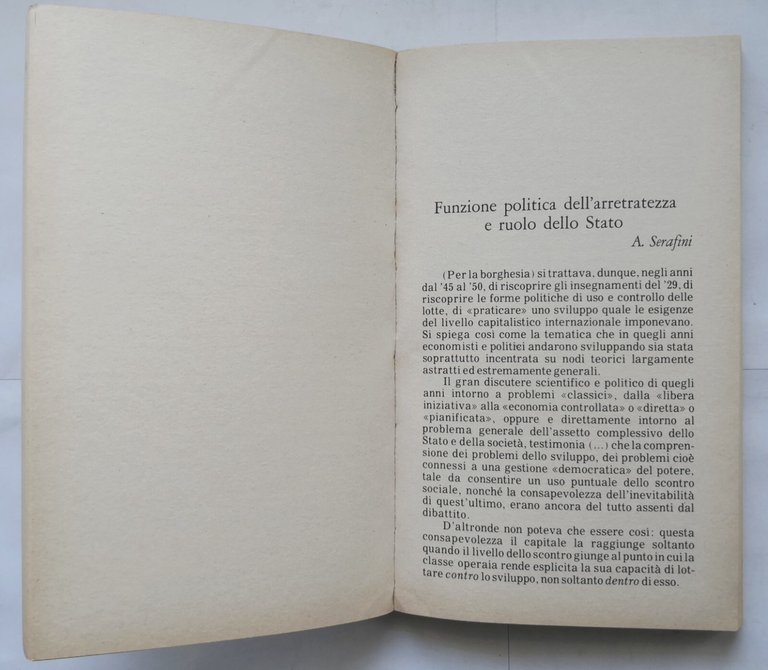 Funzione politica dell'arretratezza
e ruolo dello Stato
A. Serafini
(Per la borghesia) si trattava, dunque, negli anni
dal '45 al '50, di riscoprire gli insegnamenti del '29, di
riscoprire le forme politiche di uso e controllo delle
lotte, di «praticare» uno sviluppo quale le esigenze
del livello capitalistico internazionale imponevano.
Si spiega così come la tematica che in quegli anni
economisti e politici andarono sviluppando sia stata
soprattutto incentrata su nodi teorici largamente
astratti ed estremamente generali.
Il gran discutere scientifico e politico di quegli
anni intorno a problemi «classici», dalla «libera
iniziativa» alla «economia controllata» o «diretta» o
«pianificata», oppure e direttamente intorno al
problema generale dell'assetto complessivo dello
Stato e della società, testimonia (...) che la compren-
sione dei problemi dello sviluppo, dei problemi cioè
connessi a una gestione «democratica» del potere,
tale da consentire un uso puntuale dello scontro
sociale, nonché la consapevolezza dell'inevitabilità
di quest'ultimo, erano ancora del tutto assenti dal
dibattito.
D'altronde non poteva che essere così: questa
consapevolezza il capitale la raggiunge soltanto
quando il livello dello scontro giunge al punto in cui la
classe operaia rende esplicita la sua capacità di lot-
tare contro lo sviluppo, non soltanto dentro di esso.